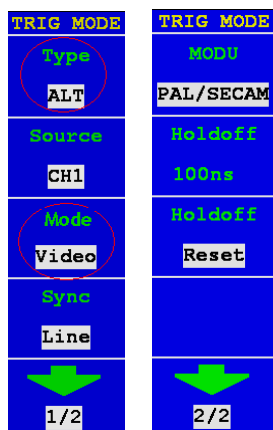 TRIG MODE
Type
ALT
Source
CH1
Mode
Video
Sync
Line
1/2
TRIG MODE
MODU
PAL/SECAM
Holdoff
100ns
Holdoff
Reset
2/2